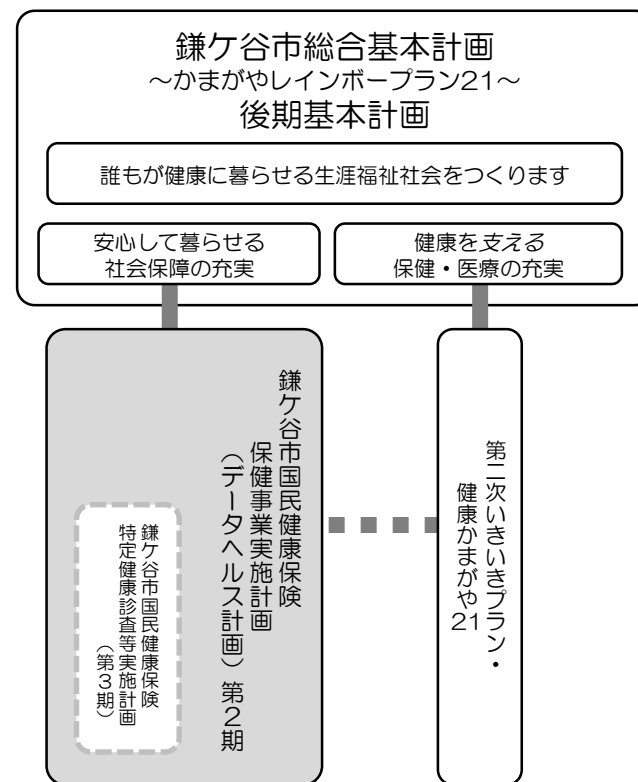 鎌ケ谷市総合基本計画
～かまがやレインボープラン21～
後期基本計画
誰もが健康に暮らせる生涯福祉社会をつくります
安心して暮らせる
社会保障の充実
健康を支える
保健・医療の充実
鎌ケ谷市国民健康保険
保健事業実施計画
（データヘルス計画）第２期
鎌ケ谷市国民健康保険
特定健康診査等実施計画
（第３期）
第二次いきいきプラン・
健康かまがや21